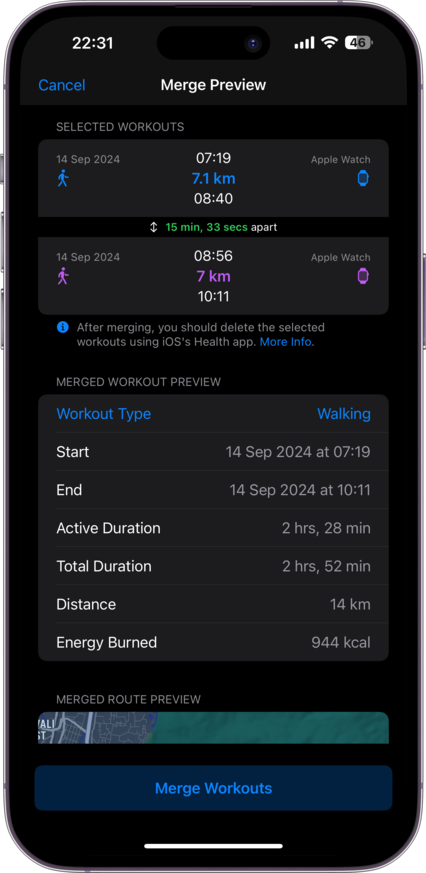 22:31
46
Cancel
Merge Preview
SELECTED WORKOUTS
14 Sep 2024
07:19
Apple Watch
7.1 km
08:40
15 min, 33 secs apart
14 Sep 2024
08:56
Apple Watch
7 km
10:11
After merging, you should delete the selected
workouts using iOS's Health app. More Info.
MERGED WORKOUT PREVIEW
Workout Type
Walking
Start
14 Sep 2024 at 07:19
End
14 Sep 2024 at 10:11
Active Duration
2 hrs, 28 min
Total Duration
2 hrs, 52 min
Distance
14 km
Energy Burned
944 kcal
MERGED ROUTE PREVIEW
VALI
ST
Merge Workouts